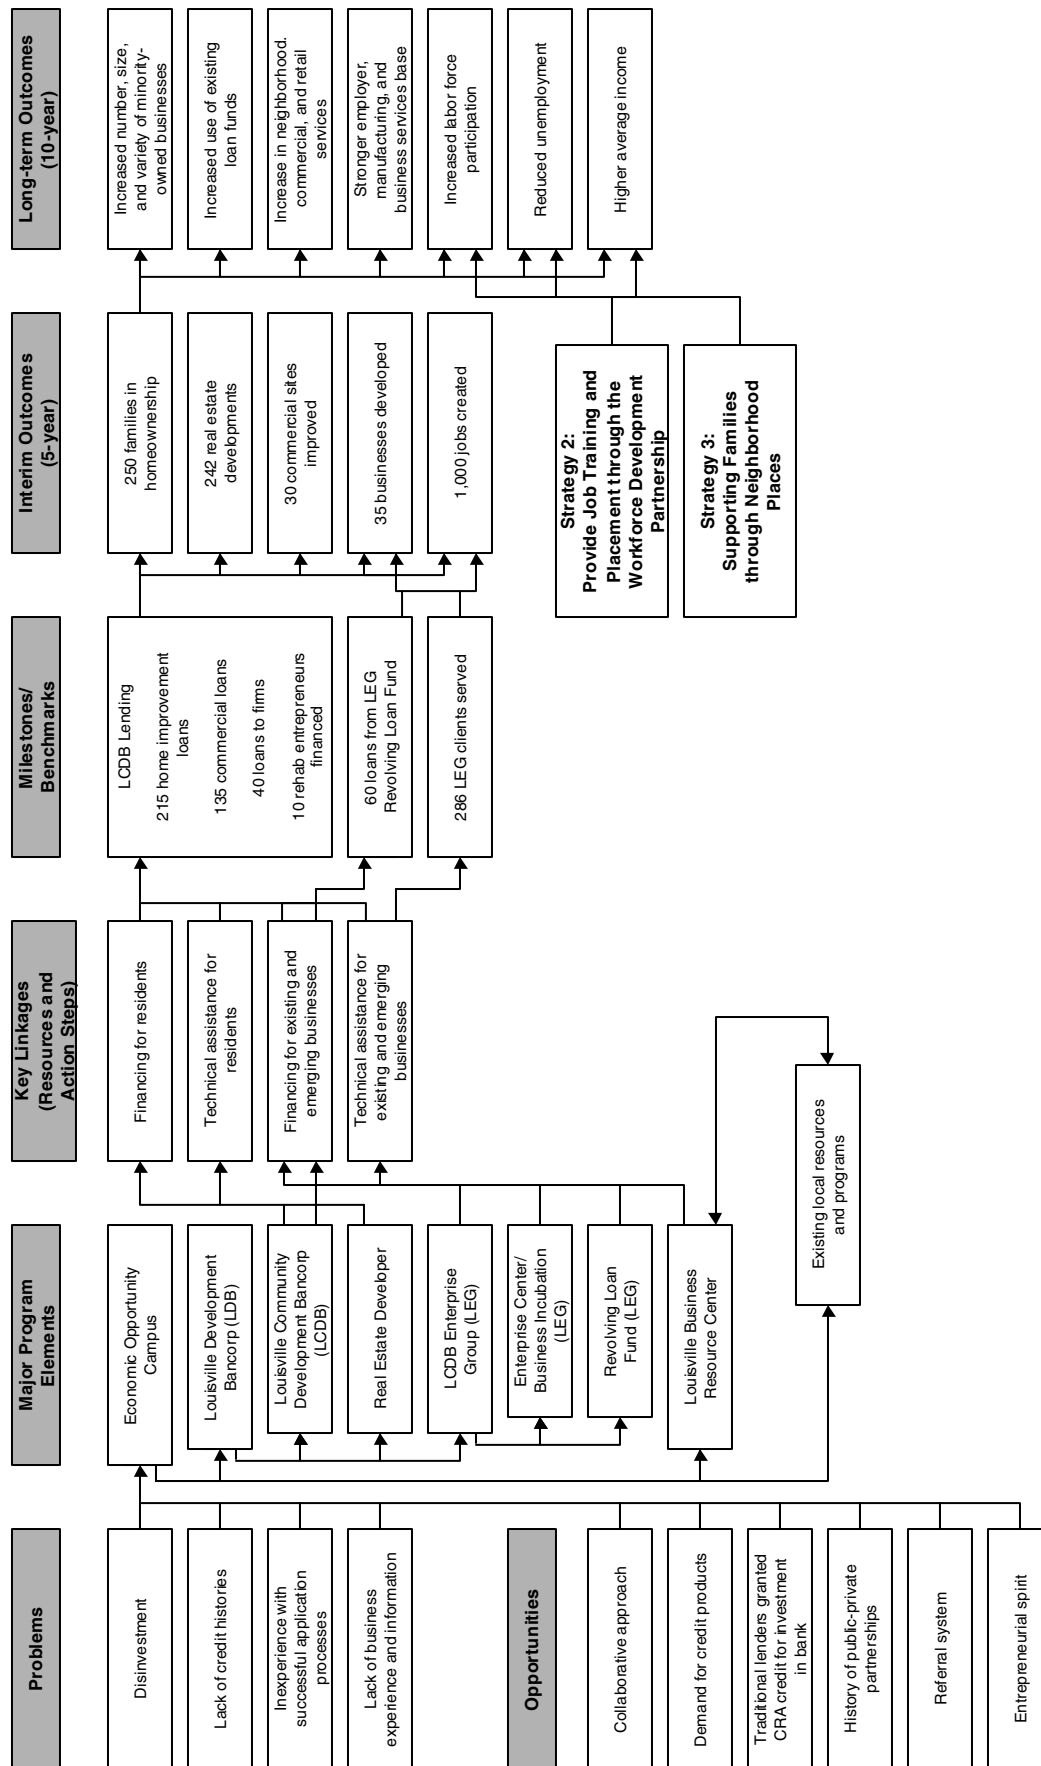 Problems
Disinvestment
Lack of credit histories
Inexperience with
successful application
processes
Lack of business
experience and information
Opportunities
Collaborative approach
Demand for credit products
Traditional lenders granted
CRA credit for investment
in bank
History of public-private
partnerships
Referral system
Entrepreneurial spirit
Major Program
Elements
Economic Opportunity
Campus
Louisville Development
Bancorp (LDB)
Louisville Community
Development Bancorp
(LCDB)
Real Estate Developer
LCDB Enterprise
Group (LEG)
Enterprise Center/
Business Incubation
(LEG)
Revolving Loan
Fund (LEG)
Louisville Business
Resource Center
Key Linkages
(Resources and
Action Steps)
Financing for residents
Technical assistance for
residents
Financing for existing and
emerging businesses
Technical assistance for
existing and emerging
businesses
Existing local resources
and programs
Milestones/
Benchmarks
LCDB Lending
215 home improvement
loans
135 commercial loans
40 loans to firms
10 rehab entrepreneurs
financed
60 loans from LEG
Revolving Loan Fund
286 LEG clients served
Interim Outcomes
(5-year)
250 families in
homeownership
242 real estate
developments
30 commercial sites
improved
35 businesses developed
1,000 jobs created
Strategy 2:
Provide Job Training and
Placement through the
Workforce Development
Partnership
Strategy 3:
Supporting Families
through Neighborhood
Places
Long-term Outcomes
(10-year)
Increased number, size,
and variety of minority-
owned businesses
Increased use of existing
loan funds
Increase in neighborhood.
commercial, and retail
services
Stronger employer,
manufacturing, and
business services base
Increased labor force
participation
Reduced unemployment
Higher average income